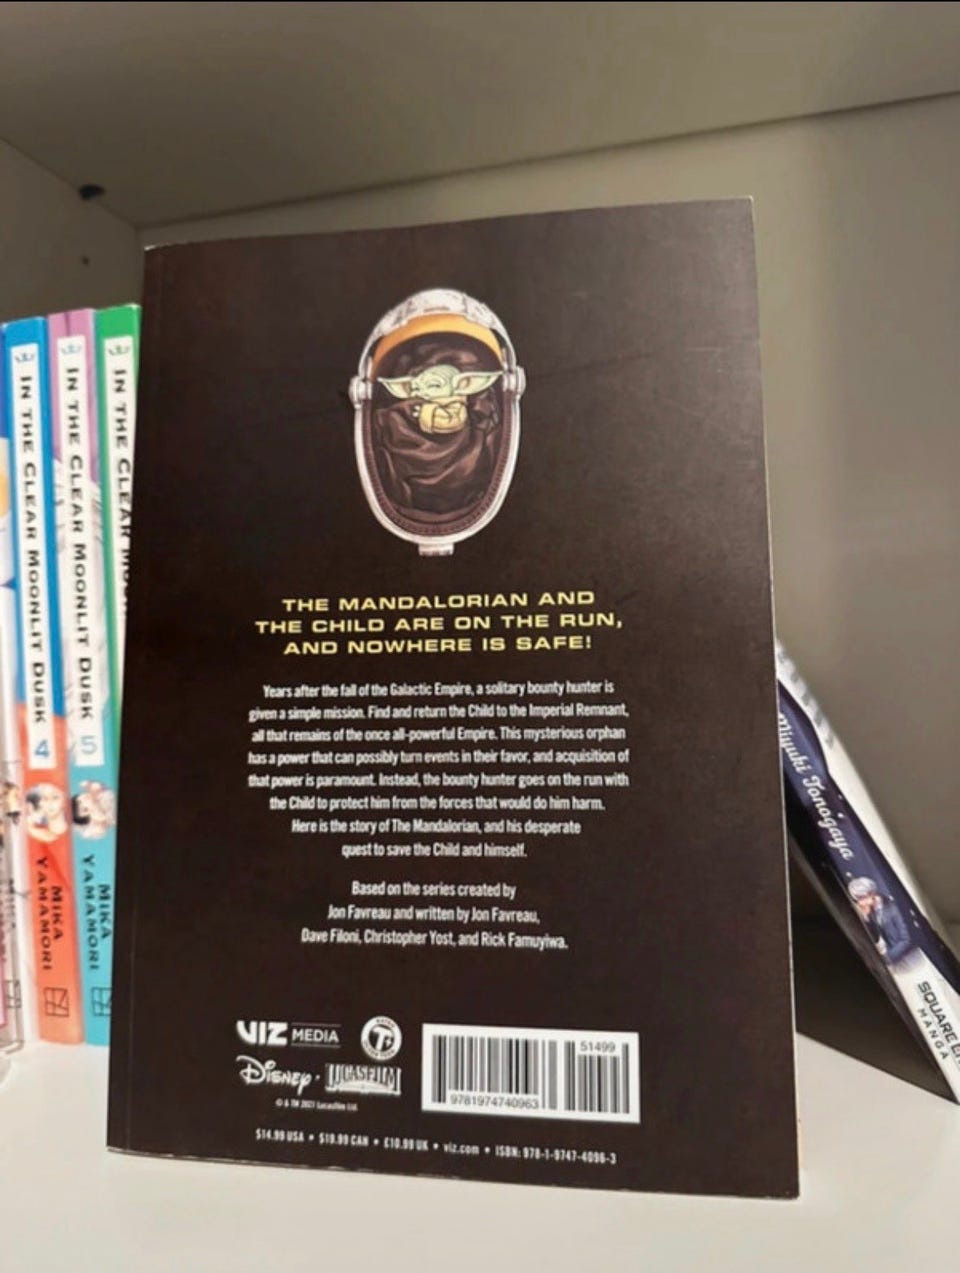 IN THE CLEAR MOONLIT DUSK
4
MIKA
YAMAMORI
IN THE CLEAR MOONLIT DUSK
5
MIKA
YAMAMORI
IN THE CLEAR
THE MANDALORIAN AND
THE CHILD ARE ON THE RUN,
AND NOWHERE IS SAFE!
Years after the fall of the Galactic Empire, a solitary bounty hunter is
given a simple mission. Find and return the Child to the Imperial Remnant,
all that remains of the once all-powerful Empire. This mysterious orphan
has a power that can possibly turn events in their favor, and acquisition of
that power is paramount. Instead, the bounty hunter goes on the run with
the Child to protect him from the forces that would do him harm.
Here is the story of The Mandalorian, and his desperate
quest to save the Child and himself.
Based on the series created by
Jon Favreau and written by Jon Favreau,
Dave Filoni, Christopher Yost, and Rick Famuyiwa.
VIZ MEDIA
Disney • LUCASFILM
© & TM 2021 Lucasfilm Ltd.
51499
9781974740963
$14.99 USA • $19.99 CAN • £10.99 UK • viz.com • ISBN: 978-1-9747-4096-3
Miyuki Tonogaya
SQUARE
MANGA